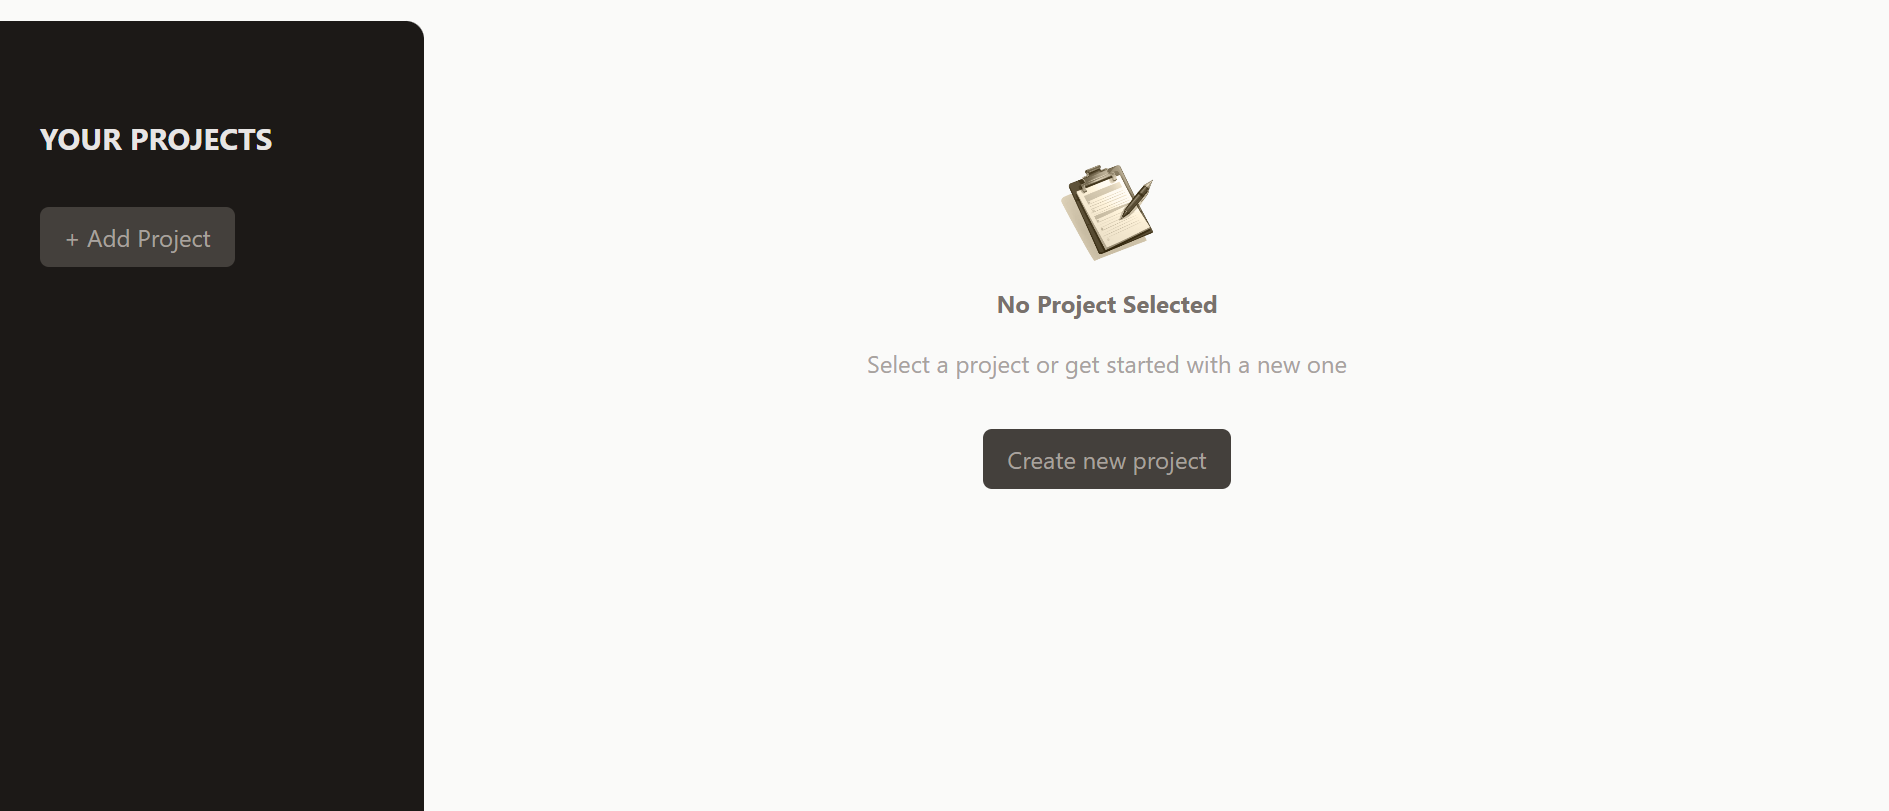 YOUR PROJECTS
+ Add Project
No Project Selected
Select a project or get started with a new one
Create new project